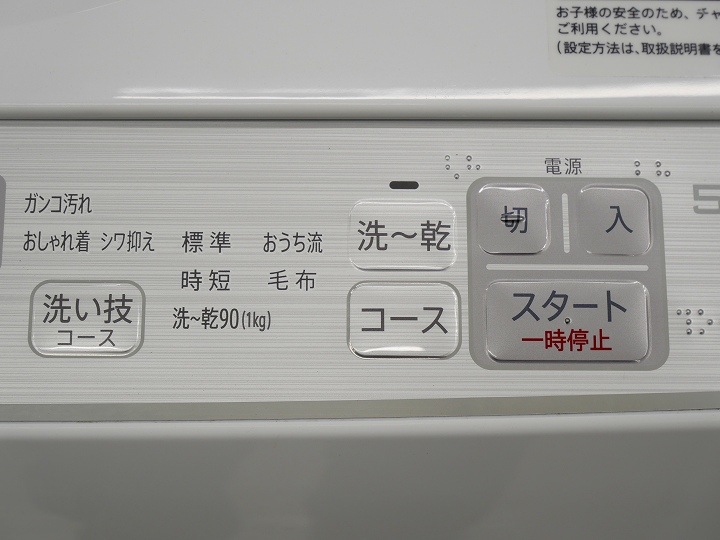 お子様の安全のため、チャ
ご利用ください。
(設定方法は、取扱説明書を
電源
切 入
スタート
一時停止
洗〜乾
コース
ガンコ汚れ
おしゃれ着 シワ抑え
洗い技
コース
標準 おうち流
時短 毛布
洗〜乾90(1kg)